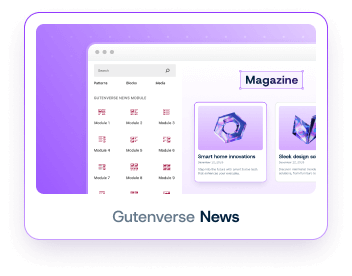 Search
Magazine
Patterns Blocks Media
GUTENVERSE NEWS MODULE
Module 1 Module 2 Module 3
Module 4 Module 5 Module 6
Module 7 Module 8 Module 9
Smart home innovations
Sleek design so
Gutenverse News